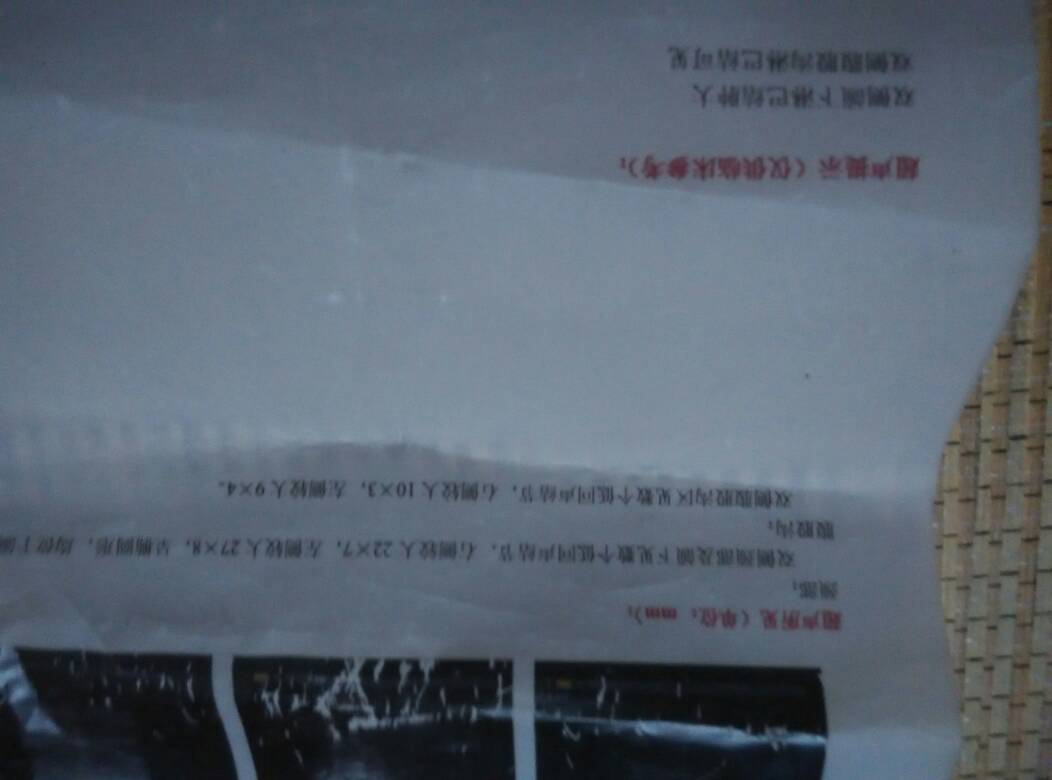 超声所见（单位：mm）：
颈部：
双侧颈部及颌下见数个低回声结节，右侧较大22×7，左侧较大27×8，呈椭圆形，均位于颌
腹股沟：
双侧腹股沟区见数个低回声结节，右侧较大10×3，左侧较大9×4。
超声提示（仅供临床参考）：
双侧颌下淋巴结肿大
双侧腹股沟淋巴结可见